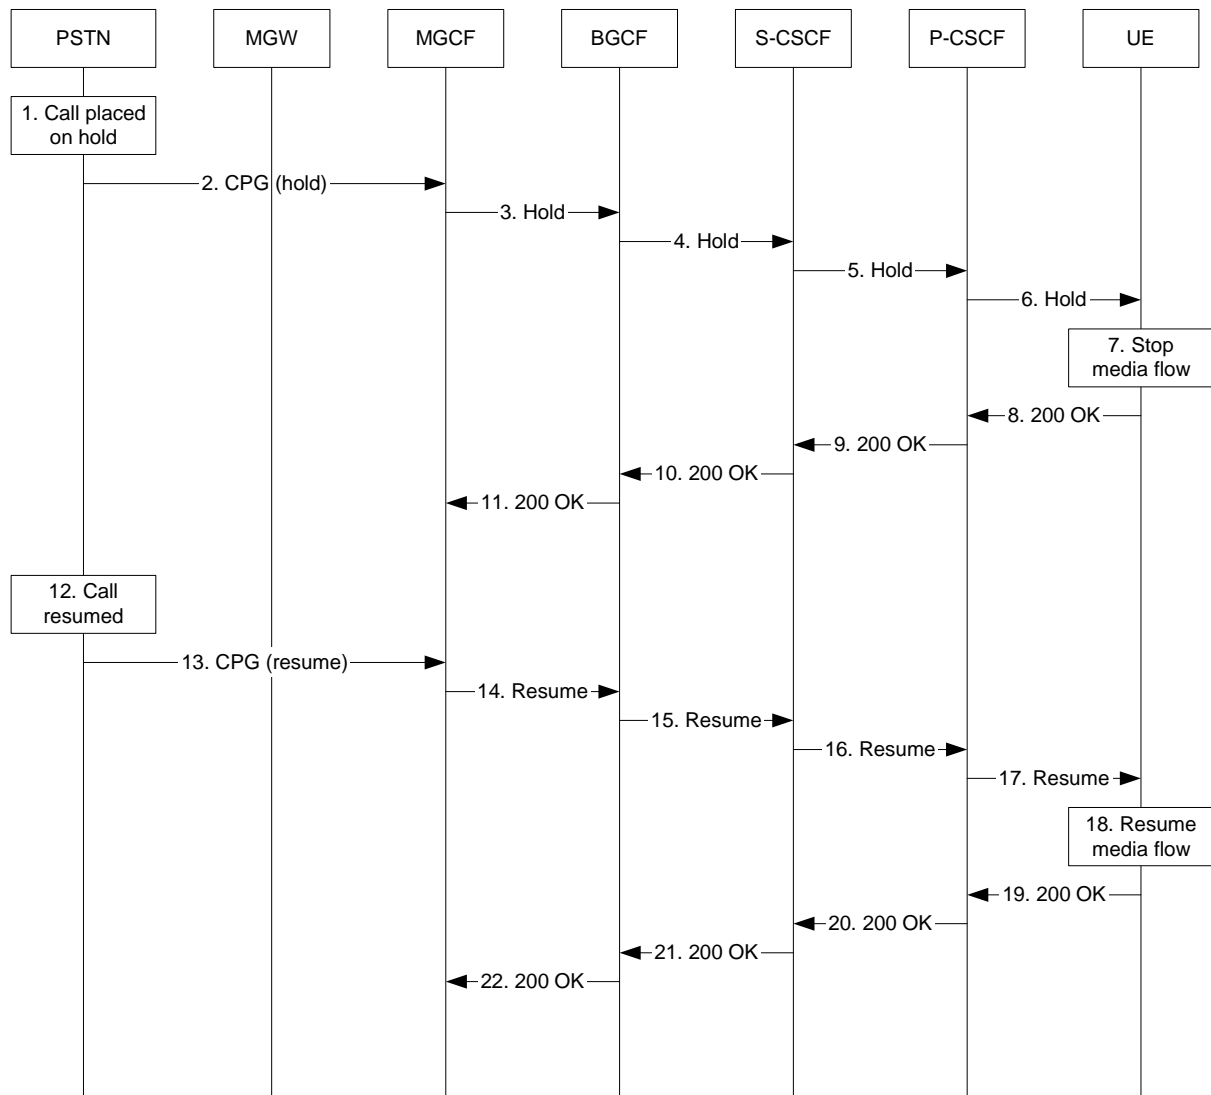 PSTN
MGW
MGCF
BGCF
S-CSCF
P-CSCF
UE
1. Call placed
on hold
2. CPG (hold)
3. Hold
4. Hold
5. Hold
6. Hold
7. Stop
media flow
8. 200 OK
9. 200 OK
10. 200 OK
11. 200 OK
12. Call
resumed
13. CPG (resume)
14. Resume
15. Resume
16. Resume
17. Resume
18. Resume
media flow
19. 200 OK
20. 200 OK
21. 200 OK
22. 200 OK